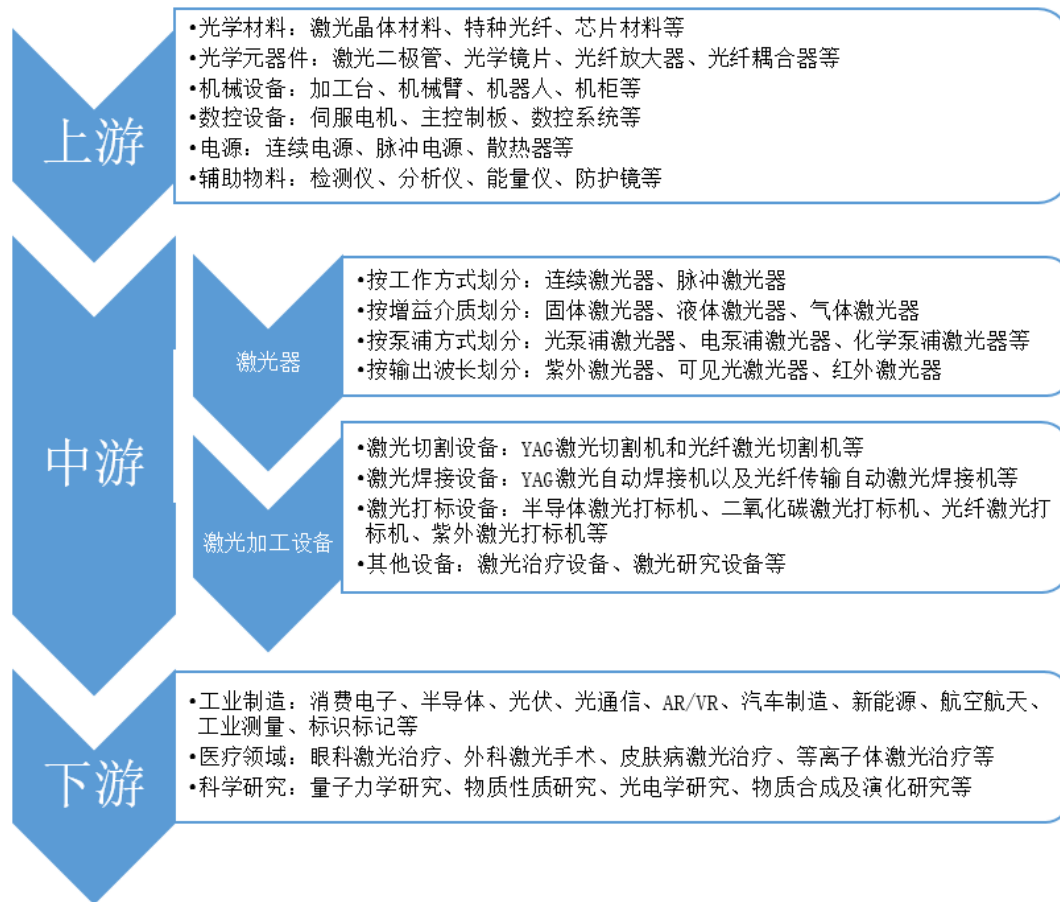 上游
•光学材料：激光晶体材料、特种光纤、芯片材料等
•光学元器件：激光二极管、光学镜片、光纤放大器、光纤耦合器等
•机械设备：加工台、机械臂、机器人、机柜等
•数控设备：伺服电机、主控制板、数控系统等
•电源：连续电源、脉冲电源、散热器等
•辅助物料：检测仪、分析仪、能量仪、防护镜等
中游
激光器
•按工作方式划分：连续激光器、脉冲激光器
•按增益介质划分：固体激光器、液体激光器、气体激光器
•按泵浦方式划分：光泵浦激光器、电泵浦激光器、化学泵浦激光器等
•按输出波长划分：紫外激光器、可见光激光器、红外激光器
激光加工设备
•激光切割设备：YAG激光切割机和光纤激光切割机等
•激光焊接设备：YAG激光自动焊接机以及光纤传输自动激光焊接机等
•激光打标设备：半导体激光打标机、二氧化碳激光打标机、光纤激光打
标机、紫外激光打标机等
•其他设备：激光治疗设备、激光研究设备等
下游
•工业制造：消费电子、半导体、光伏、光通信、AR/VR、汽车制造、新能源、航空航天、
工业测量、标识标记等
•医疗领域：眼科激光治疗、外科激光手术、皮肤病激光治疗、等离子体激光治疗等
•科学研究：量子力学研究、物质性质研究、光电学研究、物质合成及演化研究等